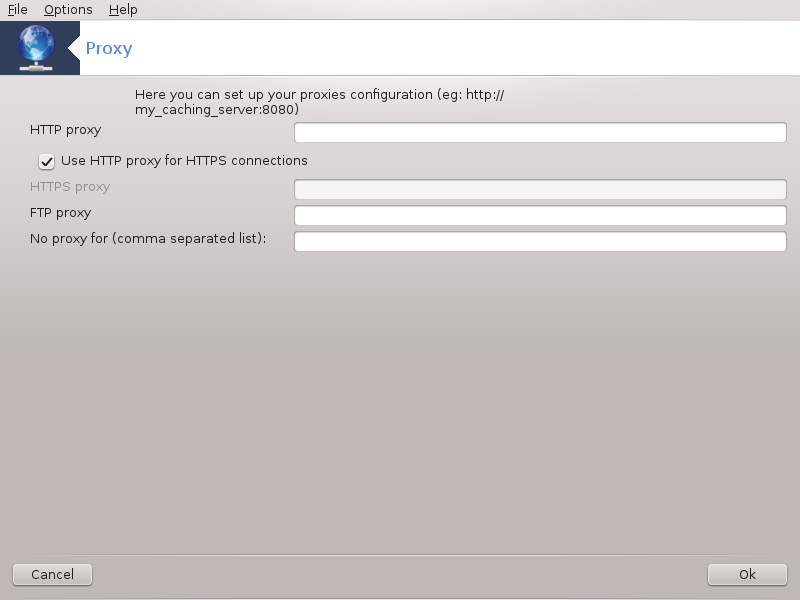 File Options Help
Proxy
Here you can set up your proxies configuration (eg: http://
my_caching_server:8080)
HTTP proxy
Use HTTP proxy for HTTPS connections
HTTPS proxy
FTP proxy
No proxy for (comma separated list):
Cancel Ok